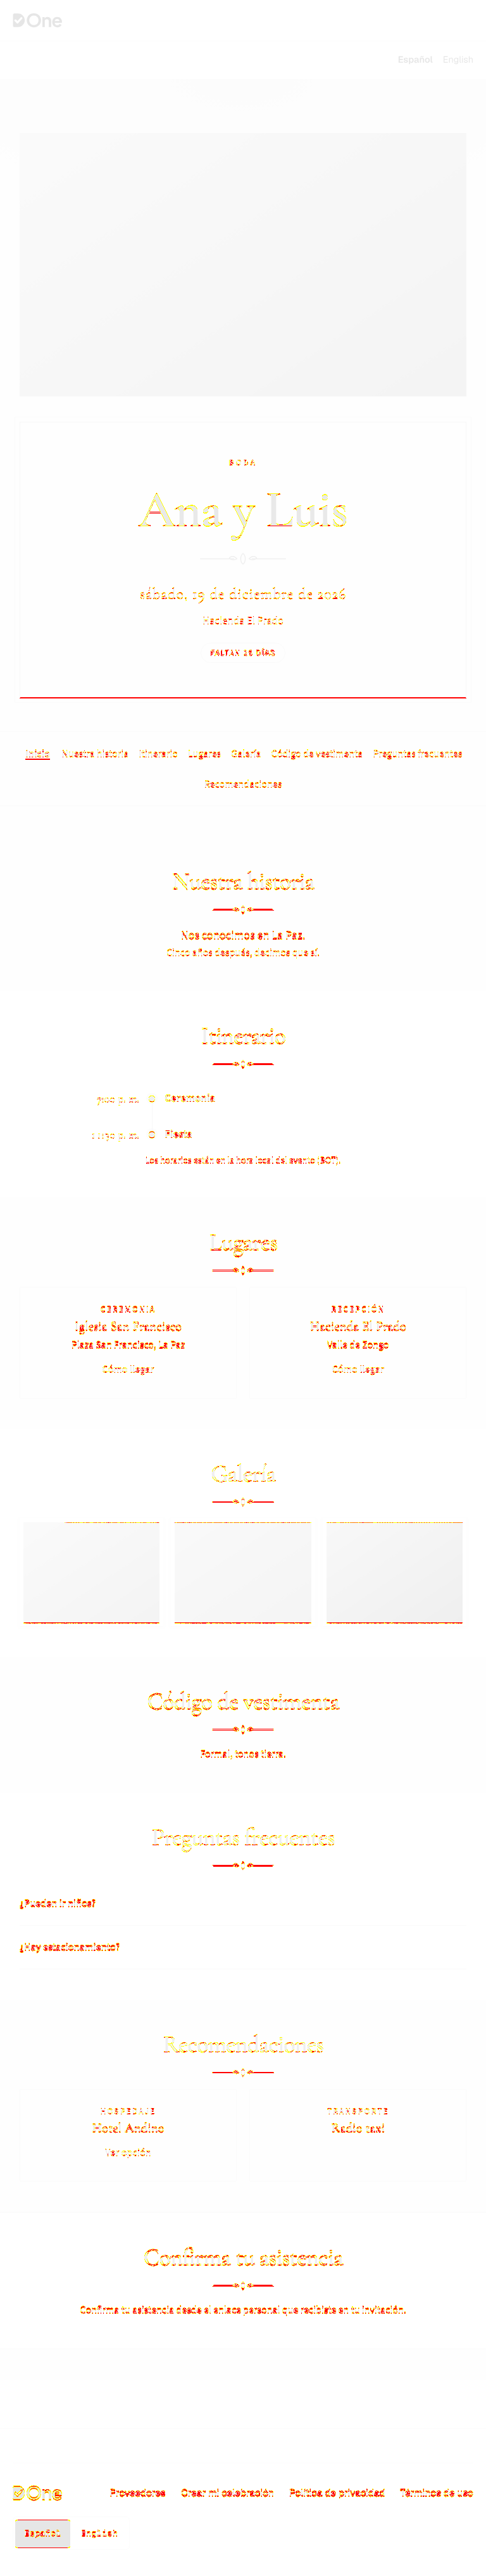 One
Español English
BODA
Ana y Luis
sábado, 19 de diciembre de 2026
Hacienda El Prado
FALTAN DÍAS
Inicio Nuestra historia Itinerario Lugares Galería Código de vestimenta Preguntas frecuentes
Recomendaciones
Nuestra historia
Nos conocimos en La Paz.
Cinco años después, decimos que sí.
Itinerario
Ceremonia
Fiesta
Los horarios están en la hora local del evento (BOT).
Lugares
CEREMONIA
Iglesia San Francisco
Plaza San Francisco, La Paz
Cómo llegar
RECEPCIÓN
Hacienda El Prado
Valle de Zongo
Cómo llegar
Galería
Código de vestimenta
Formal, tonos tierra.
Preguntas frecuentes
¿Pueden ir niños?
¿Hay estacionamiento?
Recomendaciones
HOSPEDAJE
Hotel Andino
Ver opción
TRANSPORTE
Radio taxi
Confirma tu asistencia
Confirma tu asistencia desde el enlace personal que recibiste en tu invitación.
One
Proveedores Crear mi celebración Política de privacidad Términos de uso
Español English